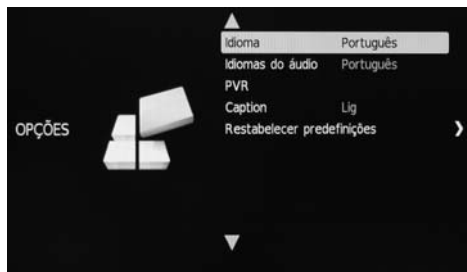 Idioma Português
Idiomas do áudio Português
PVR
Caption Lig
OPÇÕES
Restabelecer predefinições